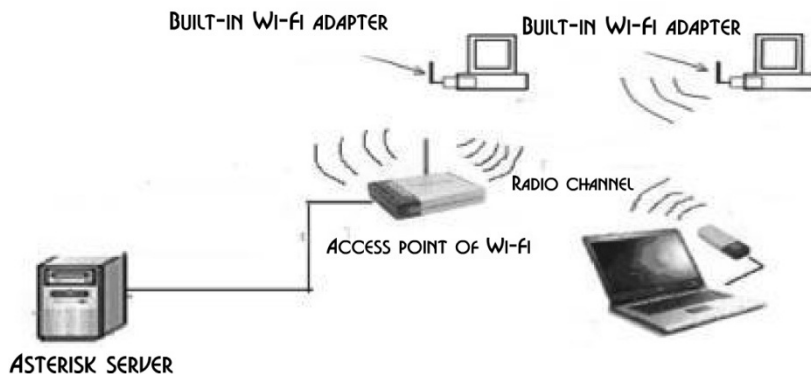 Built-in Wi-Fi adapter
Built-in Wi-Fi adapter
Radio channel
Access point of Wi-Fi
Asterisk server